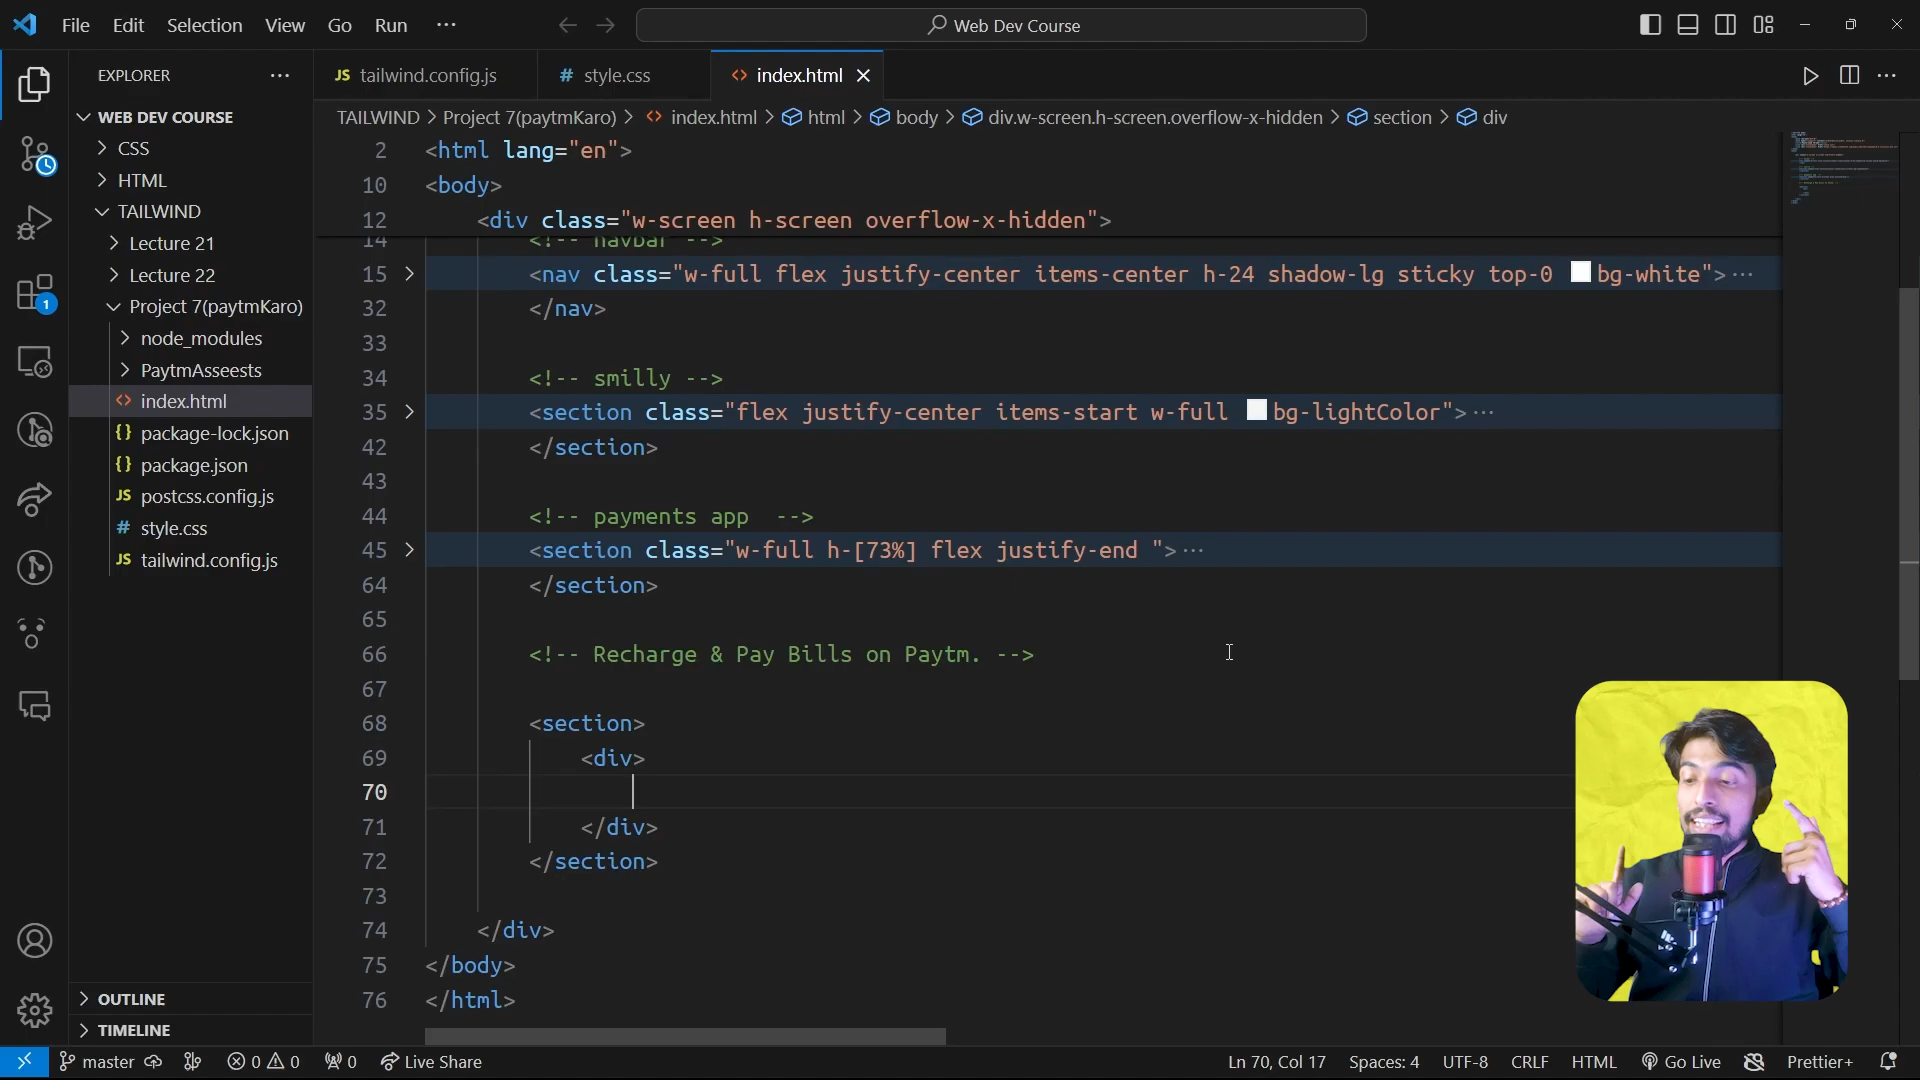 File Edit Selection View Go Run ···
Web Dev Course
EXPLORER ···
JS tailwind.config.js
# style.css
<> index.html
WEB DEV COURSE
TAILWIND > Project 7(paytmKaro) > <> index.html > html > body > div.w-screen.h-screen.overflow-x-hidden > section > div
CSS
HTML
TAILWIND
Lecture 21
Lecture 22
Project 7(paytmKaro)
node_modules
PaytmAsseests
<> index.html
{} package-lock.json
{} package.json
JS postcss.config.js
# style.css
JS tailwind.config.js
OUTLINE
TIMELINE
2 <html lang="en">
10 <body>
12 <div class="w-screen h-screen overflow-x-hidden">
14 <!-- navbar -->
15 <nav class="w-full flex justify-center items-center h-24 shadow-lg sticky top-0 bg-white">···
32 </nav>
33
34 <!-- smilly -->
35 <section class="flex justify-center items-start w-full bg-lightColor">···
42 </section>
43
44 <!-- payments app  -->
45 <section class="w-full h-[73%] flex justify-end ">···
64 </section>
65
66 <!-- Recharge & Pay Bills on Paytm. -->
67
68 <section>
69 <div>
70
71 </div>
72 </section>
73
74 </div>
75 </body>
76 </html>
1
master 0 0 0 Live Share Ln 70, Col 17 Spaces: 4 UTF-8 CRLF HTML Go Live Prettier+